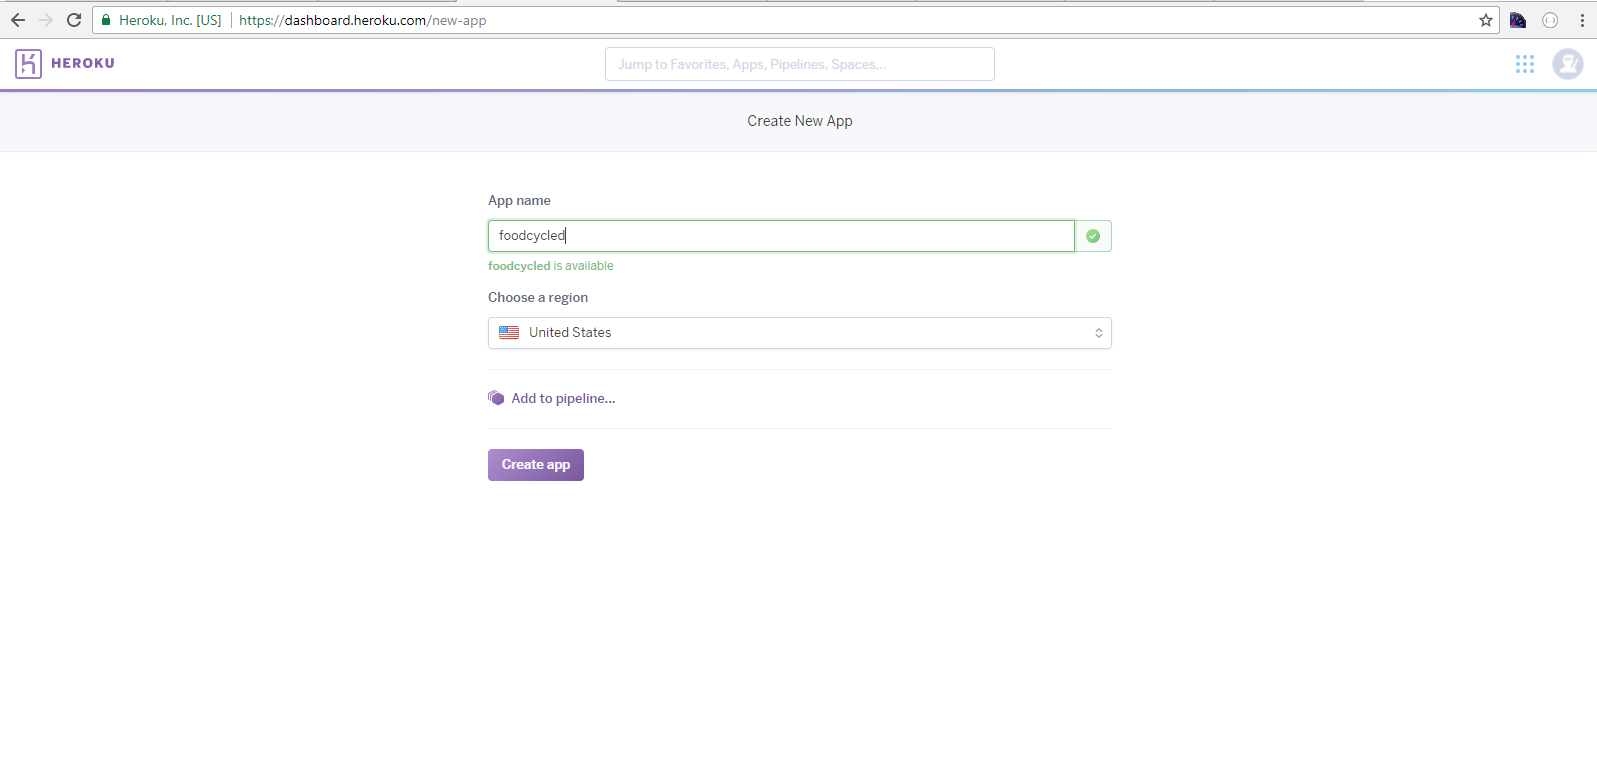 Heroku, Inc. [US] https://dashboard.heroku.com/new-app
HEROKU
Jump to Favorites, Apps, Pipelines, Spaces...
Create New App
App name
foodcycled
foodcycled is available
Choose a region
United States
Add to pipeline...
Create app